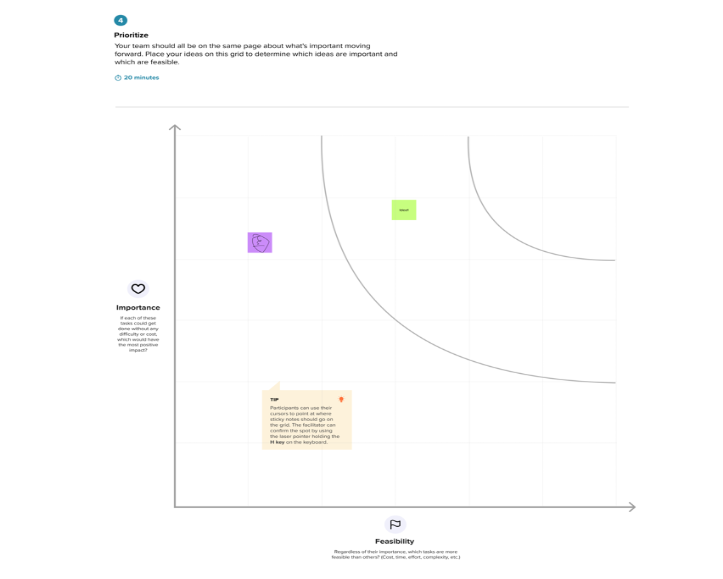 4
Prioritize
Your team should all be on the same page about what's important moving
forward. Place your ideas on this grid to determine which ideas are important and
which are feasible.
20 minutes
Importance
If each of these
tasks could get
done without any
difficulty or cost,
which would have
the most positive
impact?
TIP
Participants can use their
cursors to point at where
sticky notes should go on
the grid. The facilitator can
confirm the spot by using
the laser pointer holding the
H key on the keyboard.
Feasibility
Regardless of their importance, which tasks are more
feasible than others? (Cost, time, effort, complexity, etc.)